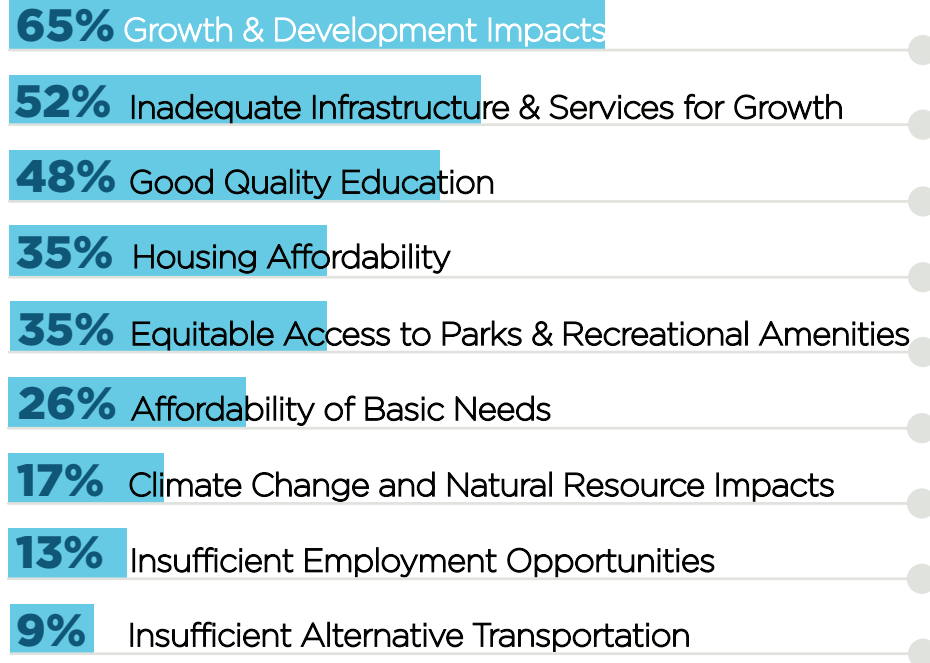 65% Growth & Development Impacts
52% Inadequate Infrastructure & Services for Growth
48% Good Quality Education
35% Housing Affordability
35% Equitable Access to Parks & Recreational Amenities
26% Affordability of Basic Needs
17% Climate Change and Natural Resource Impacts
13% Insufficient Employment Opportunities
9% Insufficient Alternative Transportation